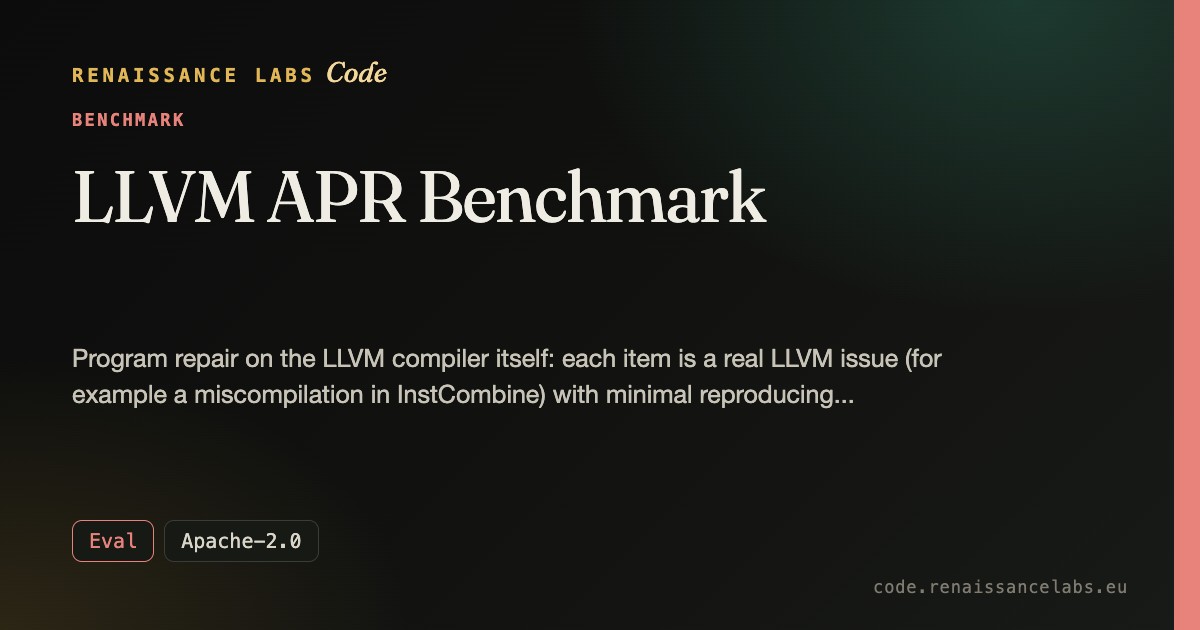 RENAISSANCE LABS Code
BENCHMARK
LLVM APR Benchmark
Program repair on the LLVM compiler itself: each item is a real LLVM issue (for
example a miscompilation in InstCombine) with minimal reproducing...
Eval
Apache-2.0
code.renaissancelabs.eu